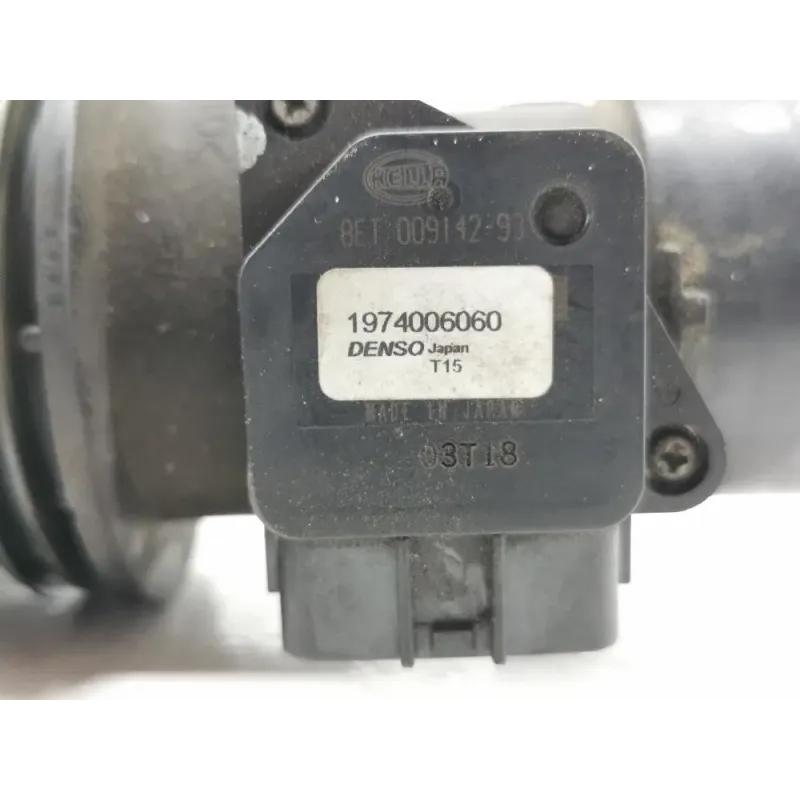 HELLA
8ET 009142-93
1974006060
DENSO Japan
T15
MADE IN JAPAN
03T18